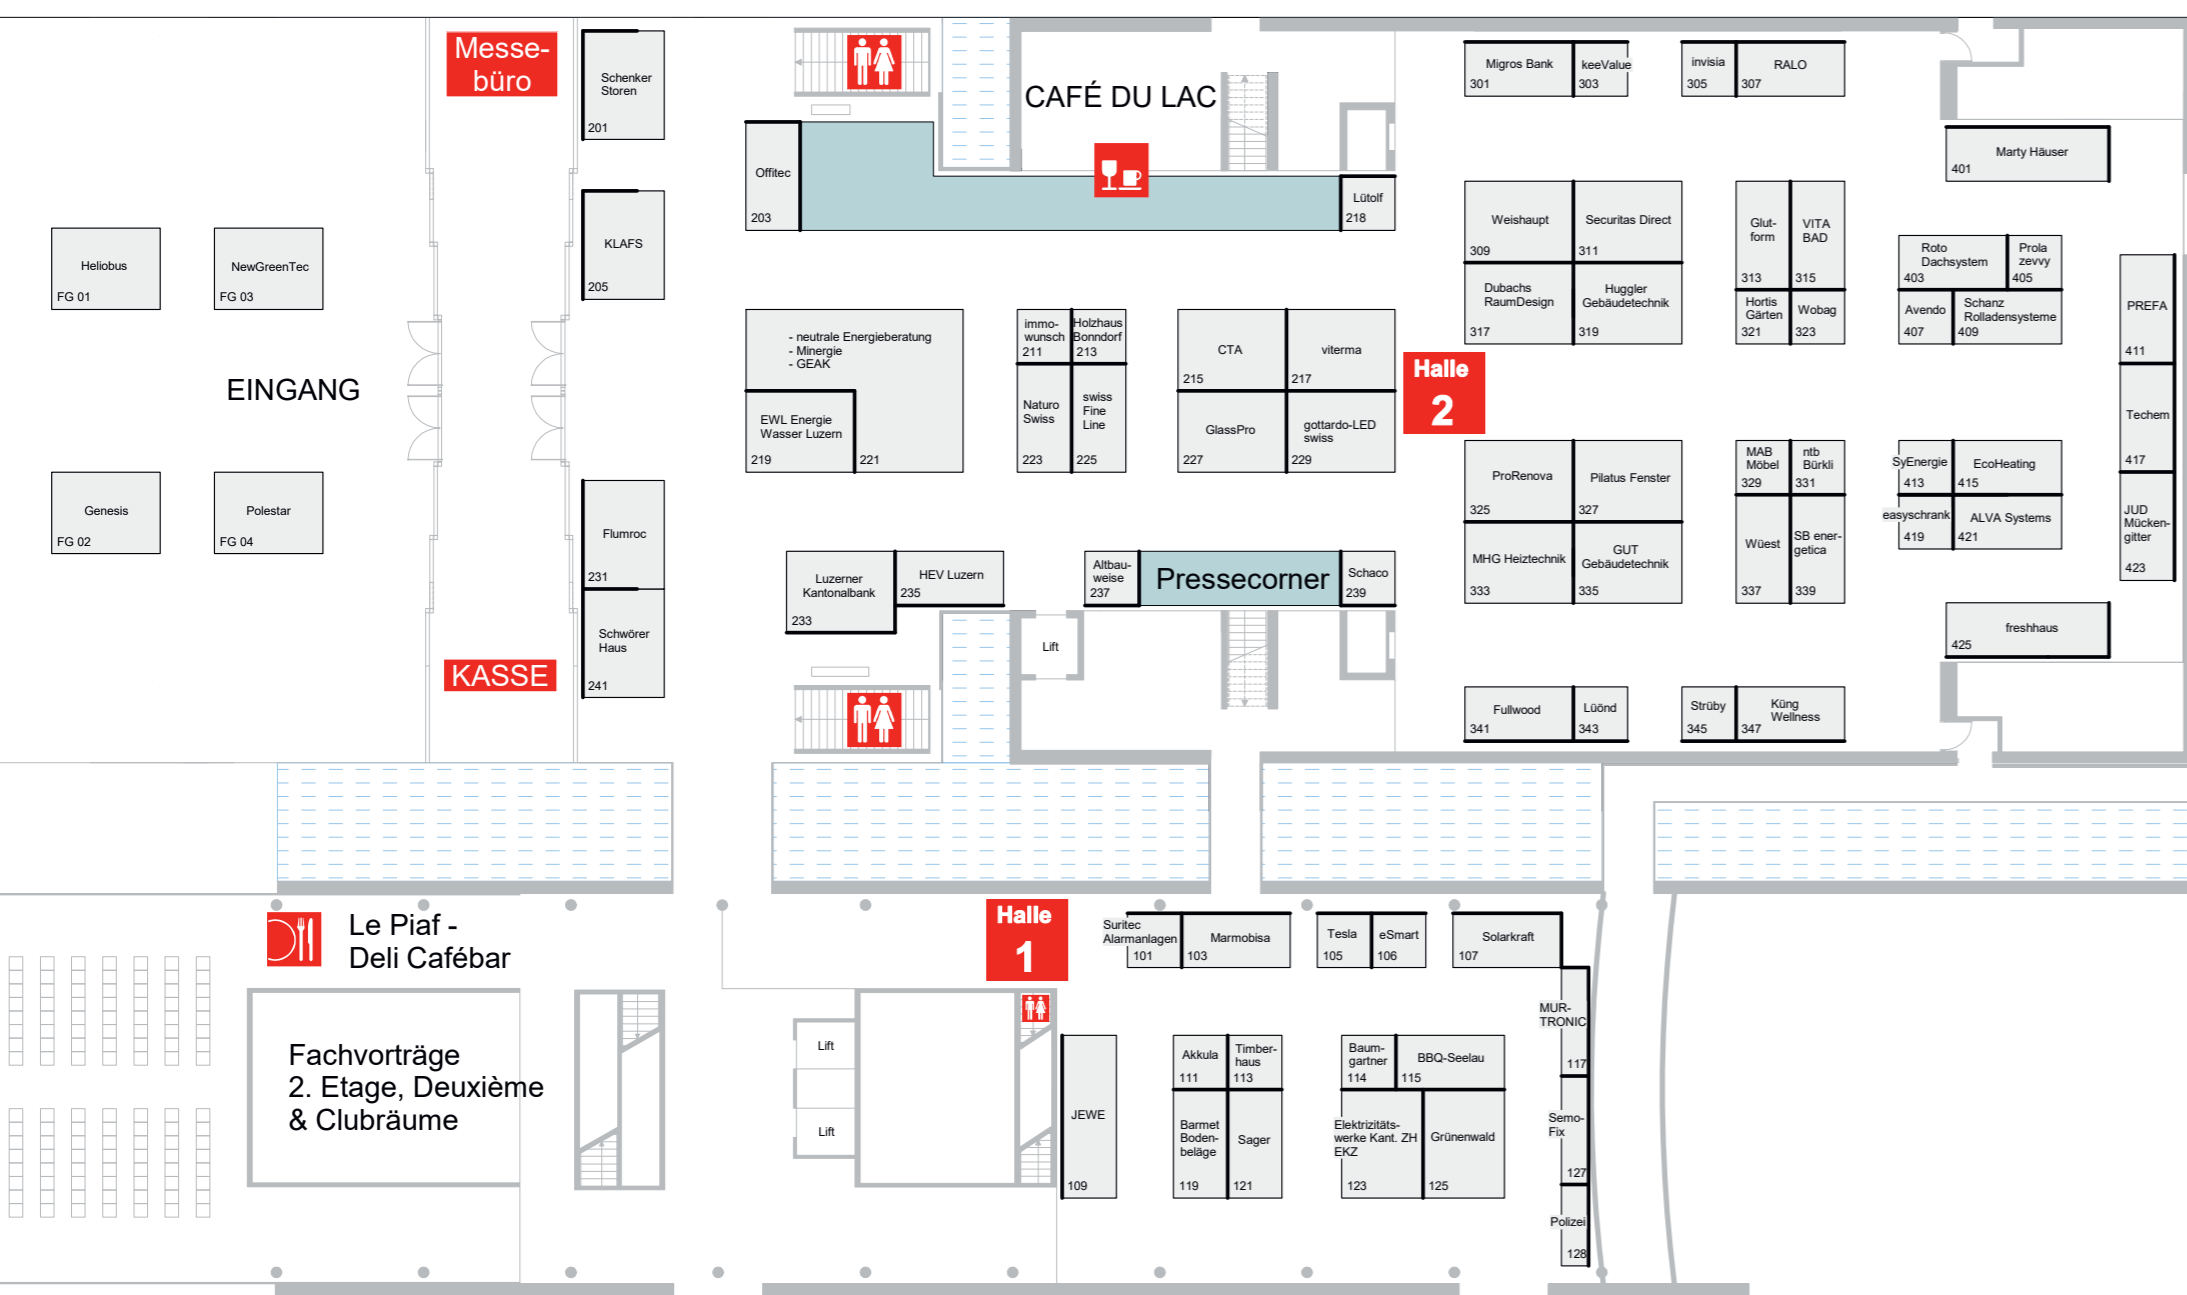 Messe-
büro
Schenker
Storen
201
CAFÉ DU LAC
Migros Bank
301
keeValue
303
invisia
305
RALO
307
Offitec
203
Lütolf
218
Marty Häuser
401
KLAFS
205
Heliobus
FG 01
NewGreenTec
FG 03
Weishaupt
309
Securitas Direct
311
Dubachs
RaumDesign
317
Huggler
Gebäudetechnik
319
Glut-
form
313
VITA
BAD
315
Hortis
Gärten
321
Wobag
323
Roto
Dachsystem
403
Prola
zevvy
405
Avendo
407
Schanz
Rolladensysteme
409
PREFA
411
Techem
417
JUD
Mücken-
gitter
423
EINGANG
- neutrale Energieberatung
- Minergie
- GEAK
221
EWL Energie
Wasser Luzern
219
immo-
wunsch
211
Holzhaus
Bonndorf
213
Naturo
Swiss
223
swiss
Fine
Line
225
CTA
215
viterma
217
GlassPro
227
gottardo-LED
swiss
229
Halle
2
Genesis
FG 02
Polestar
FG 04
Flumroc
231
Schwörer
Haus
241
KASSE
Luzerner
Kantonalbank
233
HEV Luzern
235
Altbau-
weise
237
Pressecorner
Schaco
239
Lift
ProRenova
325
Pilatus Fenster
327
MHG Heiztechnik
333
GUT
Gebäudetechnik
335
MAB
Möbel
329
ntb
Bürkli
331
Wüest
337
SB ener-
getica
339
SyEnergie
413
EcoHeating
415
easyschrank
419
ALVA Systems
421
freshhaus
425
Fullwood
341
Lüönd
343
Strüby
345
Küng
Wellness
347
Le Piaf -
Deli Cafébar
Halle
1
Suritec
Alarmanlagen
101
Marmobisa
103
Tesla
105
eSmart
106
Solarkraft
107
MUR-
TRONIC
117
Fachvorträge
2. Etage, Deuxième
& Clubräume
Lift
Lift
JEWE
109
Akkula
111
Timber-
haus
113
Barmet
Boden-
beläge
119
Sager
121
Baum-
gartner
114
BBQ-Seelau
115
Elektrizitäts-
werke Kant. ZH
EKZ
123
Grünenwald
125
Semo-
Fix
127
Polizei
128